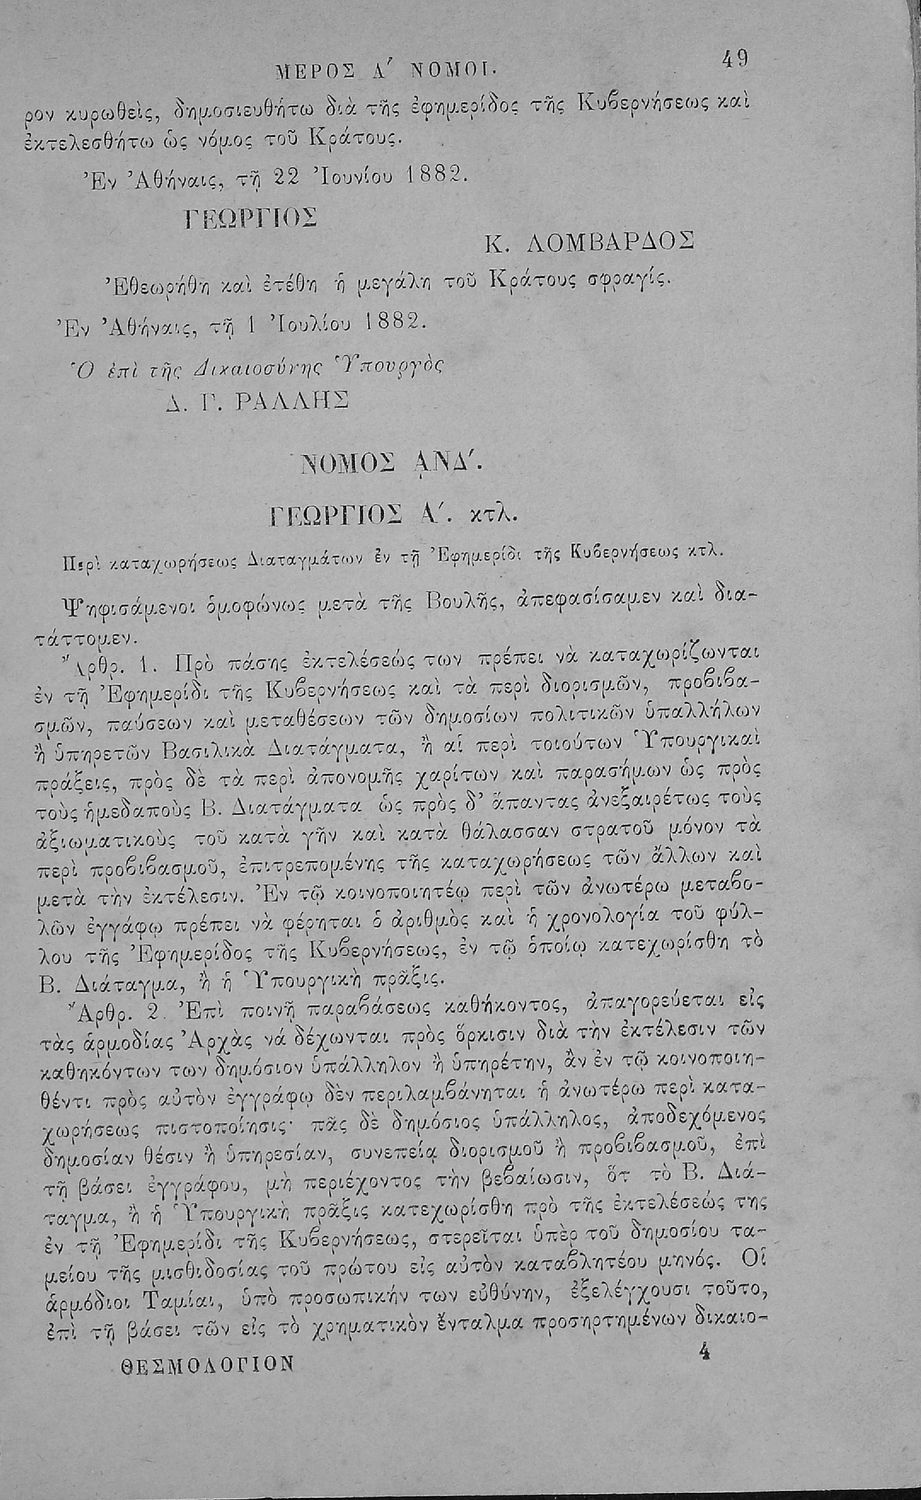 ΜΕΡΟΣ Α΄ ΝΟΜΟΙ. 49
ρον κυρωθεὶς, δημοσιευθήτω διὰ τῆς ἐφημερίδος τῆς Κυβερνήσεως καὶ
ἐκτελεσθήτω ὡς νόμος τοῦ Κράτους.
Ἐν Ἀθήναις, τῇ 22 Ἰουνίου 1882.
ΓΕΩΡΓΙΟΣ
Κ. ΛΟΜΒΑΡΔΟΣ
Ἐθεωρήθη καὶ ἐτέθη ἡ μεγάλη τοῦ Κράτους σφραγίς.
Ἐν Ἀθήναις, τῇ 1 Ἰουλίου 1882.
Ὁ ἐπὶ τῆς Δικαιοσύνης Ὑπουργὸς
Δ. Γ. ΡΑΛΛΗΣ
ΝΟΜΟΣ ͵ΑΝΔ΄.
ΓΕΩΡΓΙΟΣ Α΄. κτλ.
Περὶ καταχωρήσεως Διαταγμάτων ἐν τῇ Ἐφημερίδι τῆς Κυβερνήσεως κτλ.
Ψηφισάμενοι ὁμοφώνως μετὰ τῆς Βουλῆς, ἀπεφασίσαμεν καὶ δια-
τάττομεν.
Ἄρθρ. 1. Πρὸ πάσης ἐκτελέσεώς των πρέπει νὰ καταχωρίζωνται
ἐν τῇ Ἐφημερίδι τῆς Κυβερνήσεως καὶ τὰ περὶ διορισμῶν, προβιβα-
σμῶν, παύσεων καὶ μεταθέσεων τῶν δημοσίων πολιτικῶν ὑπαλλήλων
ἢ ὑπηρετῶν Βασιλικὰ Διατάγματα, ἢ αἱ περὶ τοιούτων Ὑπουργικαὶ
πράξεις, πρὸς δὲ τὰ περὶ ἀπονομῆς χαρίτων καὶ παρασήμων ὡς πρὸς
τοὺς ἡμεδαποὺς Β. Διατάγματα ὡς πρὸς δ' ἅπαντας ἀνεξαιρέτως τοὺς
ἀξιωματικοὺς τοῦ κατὰ γῆν καὶ κατὰ θάλασσαν στρατοῦ μόνον τὰ
περὶ προβιβασμοῦ, ἐπιτρεπομένης τῆς καταχωρήσεως τῶν ἄλλων καὶ
μετὰ τὴν ἐκτέλεσιν. Ἐν τῷ κοινοποιητέῳ περὶ τῶν ἀνωτέρω μεταβο-
λῶν ἐγγάφῳ πρέπει νὰ φέρηται ὁ ἀριθμὸς καὶ ἡ χρονολογία τοῦ φύλ-
λου τῆς Ἐφημερίδος τῆς Κυβερνήσεως, ἐν τῷ ὁποίῳ κατεχωρίσθη τὸ
Β. Διάταγμα, ἢ ἡ Ὑπουργικὴ πρᾶξις.
Ἄρθρ. 2. Ἐπὶ ποινῇ παραβάσεως καθήκοντος, ἀπαγορεύεται εἰς
τὰς ἁρμοδίας Ἀρχὰς νά δέχωνται πρὸς ὅρκισιν διὰ τὴν ἐκτέλεσιν τῶν
καθηκόντων των δημόσιον ὑπάλληλον ἢ ὑπηρέτην, ἂν ἐν τῷ κοινοποιη-
θέντι πρὸς αὐτὸν ἐγγράφῳ δὲν περιλαμβάνηται ἡ ἀνωτέρω περὶ κατα-
χωρήσεως πιστοποίησις· πᾶς δὲ δημόσιος ὑπάλληλος, ἀποδεχόμενος
δημοσίαν θέσιν ἢ ὑπηρεσίαν, συνεπείᾳ διορισμοῦ ἢ προβιβασμοῦ, ἐπὶ
τῇ βάσει ἐγγράφου, μὴ περιέχοντος τὴν βεβαίωσιν, ὅτ τὸ Β. Διά-
ταγμα, ἢ ἡ Ὑπουργικὴ πρᾶξις κατεχωρίσθη πρὸ τῆς ἐκτελέσεώς της
ἐν τῇ Ἐφημερίδι τῆς Κυβερνήσεως, στερεῖται ὑπὲρ τοῦ δημοσίου τα-
μείου τῆς μισθιδοσίας τοῦ πρώτου εἰς αὐτὸν καταβλητέου μηνός. Οἱ
ἁρμόδιοι Ταμίαι, ὑπὸ προσωπικήν των εὐθύνην, ἐξελέγχουσι τοῦτο,
ἐπὶ τῇ βάσει τῶν εἰς τὸ χρηματικὸν ἔνταλμα προσηρτημένων δικαιο-
ΘΕΣΜΟΛΟΓΙΟΝ 4